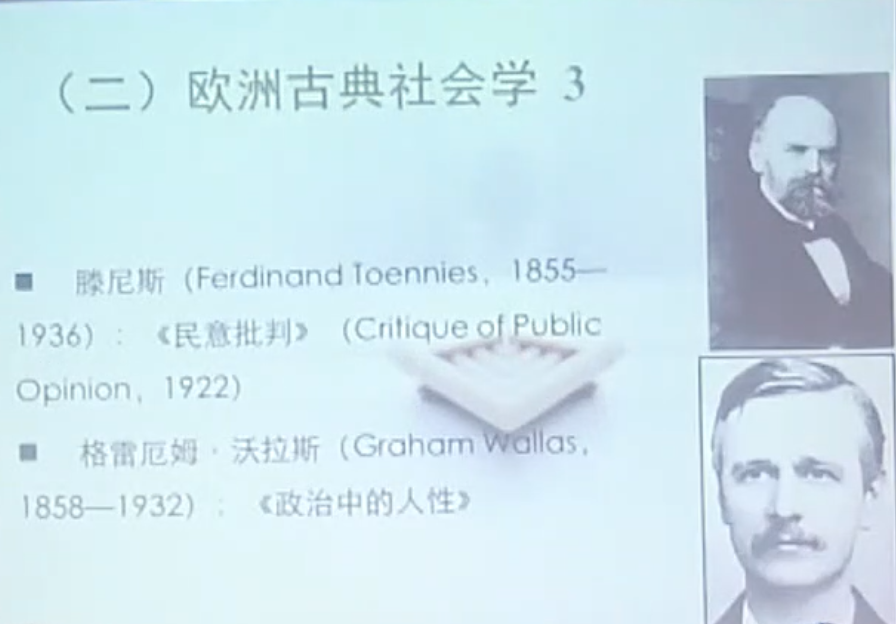 （二）欧洲古典社会学 3
■ 滕尼斯（Ferdinand Toennies，1855—
1936）：《民意批判》（Critique of Public
Opinion，1922）
■ 格雷厄姆·沃拉斯（Graham Wallas，
1858—1932）：《政治中的人性》